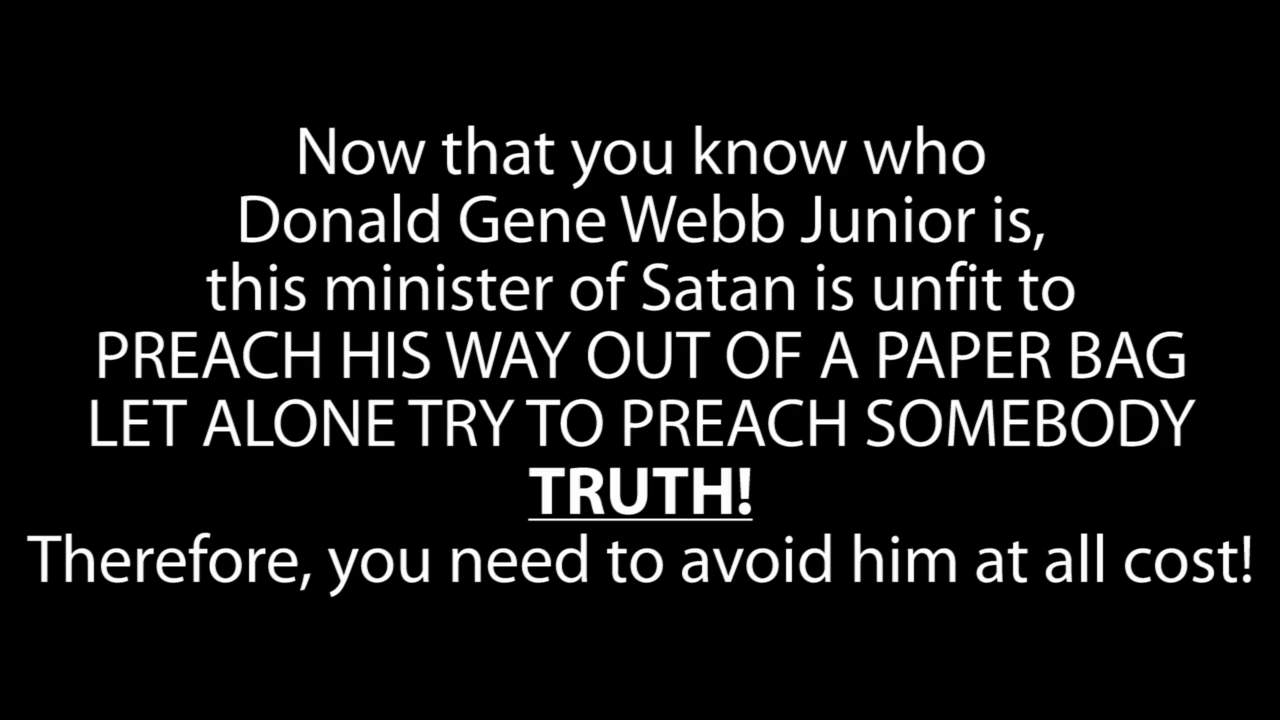 Now that you know who
Donald Gene Webb Junior is,
this minister of Satan is unfit to
PREACH HIS WAY OUT OF A PAPER BAG
LET ALONE TRY TO PREACH SOMEBODY
TRUTH!
Therefore, you need to avoid him at all cost!